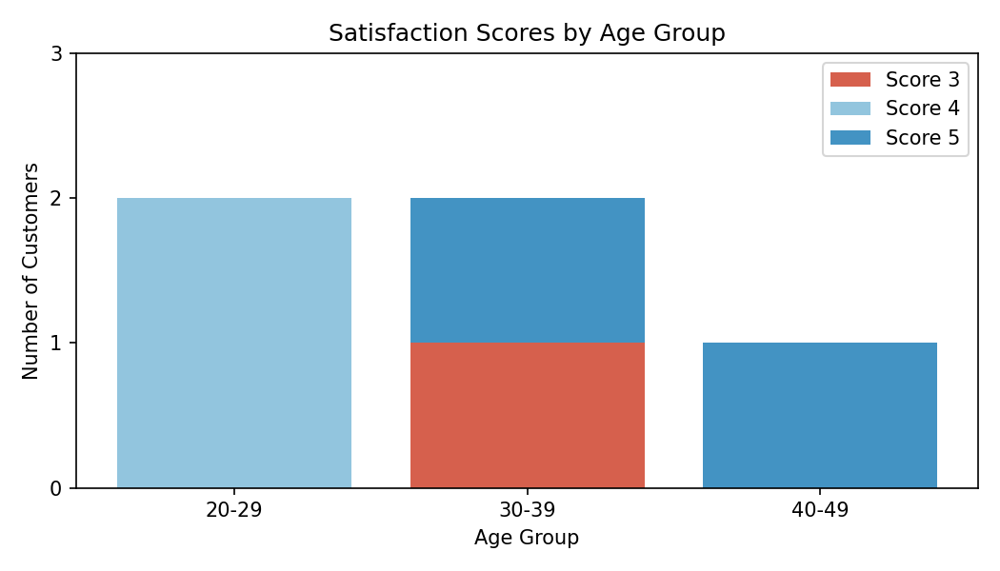 Satisfaction Scores by Age Group
Number of Customers
3
2
1
0
Score 3
Score 4
Score 5
20-29
30-39
40-49
Age Group